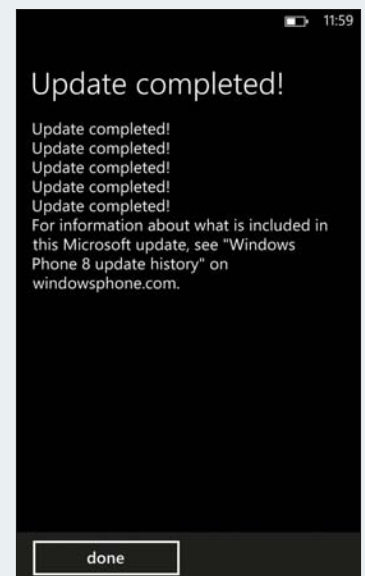 11:59
Update completed!
Update completed!
Update completed!
Update completed!
Update completed!
Update completed!
For information about what is included in
this Microsoft update, see "Windows
Phone 8 update history" on
windowsphone.com.
done